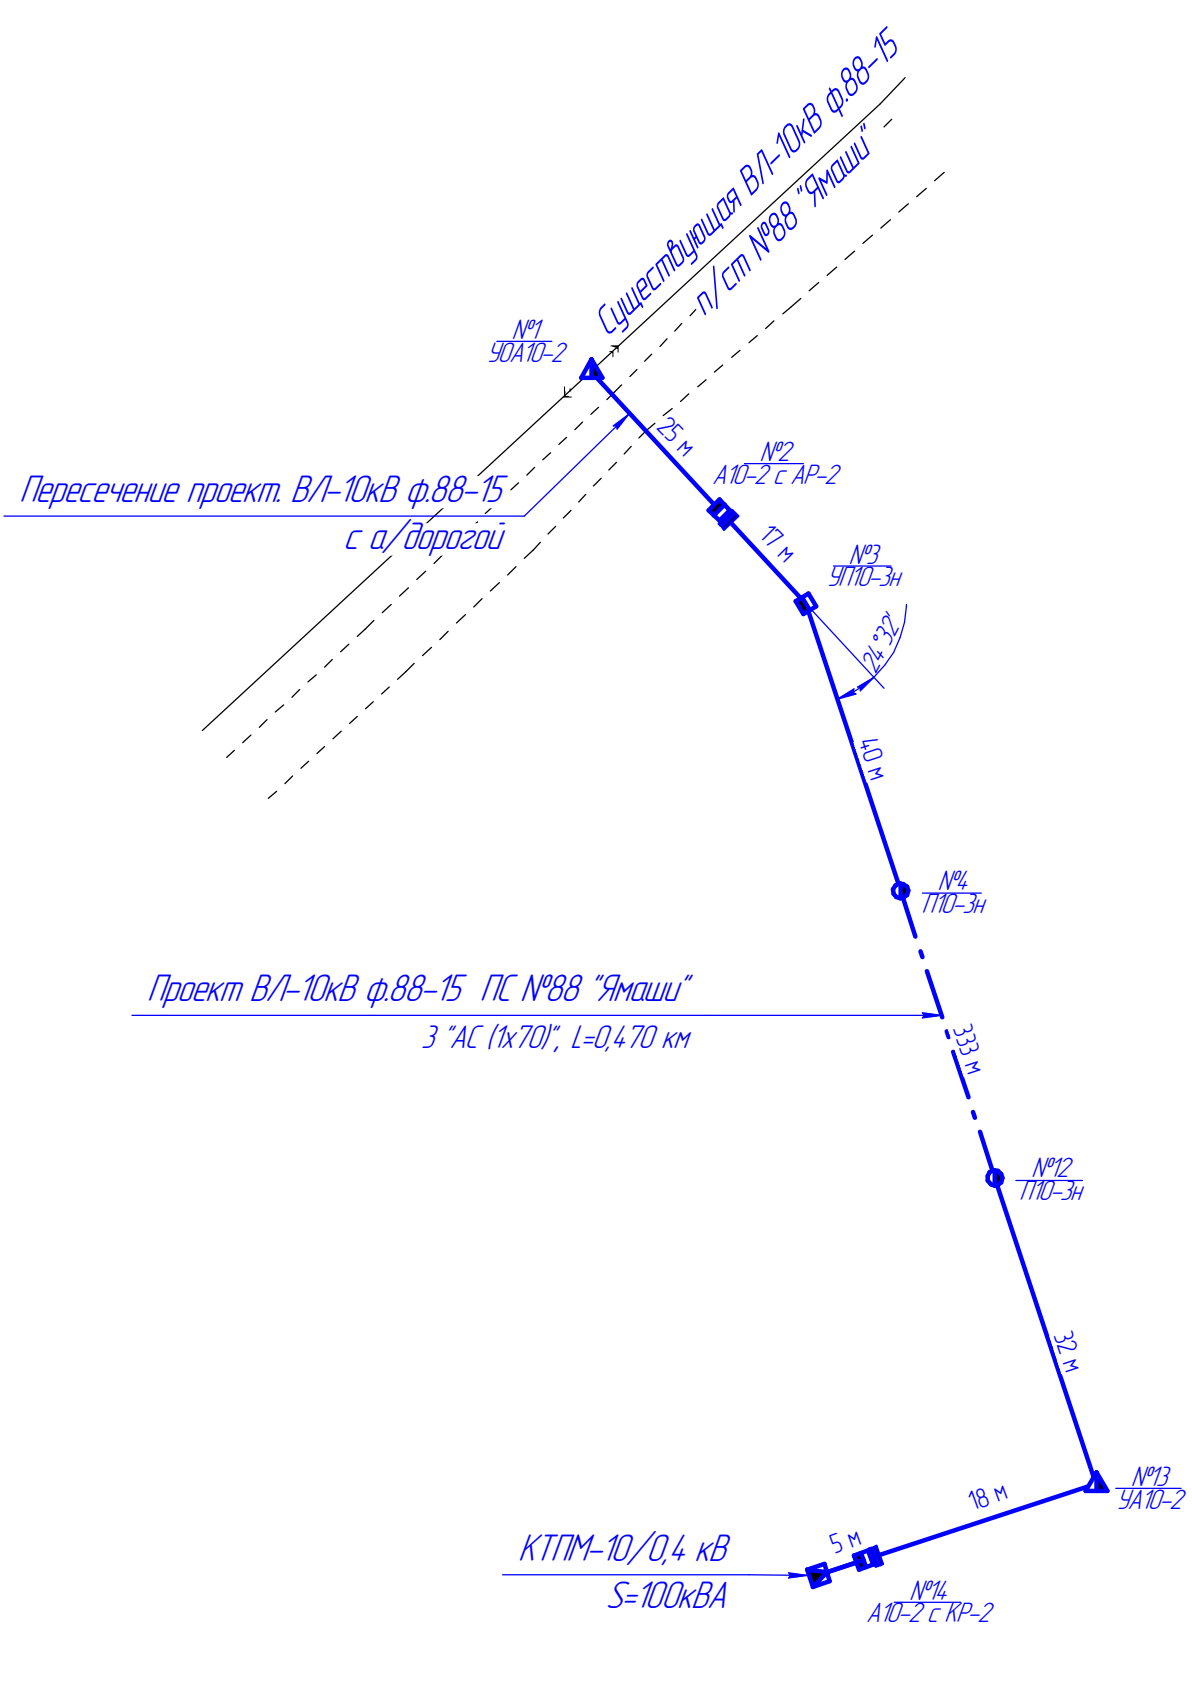 Существующая ВЛ-10кВ ф.88-15
п/ст №88 "Ямаши"
№1
УОА10-2
25 м
№2
А10-2 с АР-2
Пересечение проект. ВЛ-10кВ ф.88-15
с а/дорогой
17 м
№3
УП10-3н
24°32'
40 м
№4
П10-3н
Проект ВЛ-10кВ ф.88-15 ПС №88 "Ямаши"
3 "АС (1х70)", L=0,470 км
333 м
№12
П10-3н
32 м
№13
УА10-2
18 м
5 м
КТПМ-10/0,4 кВ
S=100кВА
№14
А10-2 с КР-2